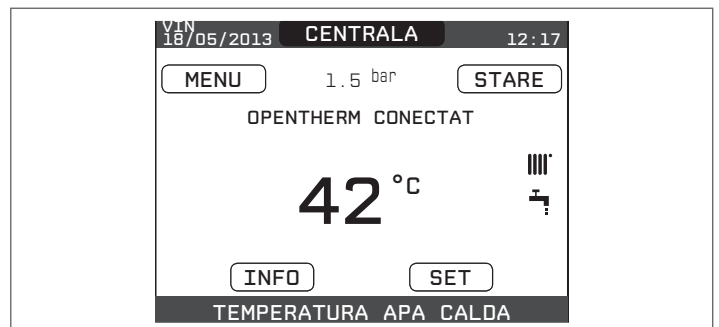 VIN
18/05/2013 CENTRALA 12:17
MENU 1.5 bar STARE
OPENTHERM CONECTAT
42 °C
INFO SET
TEMPERATURA APA CALDA